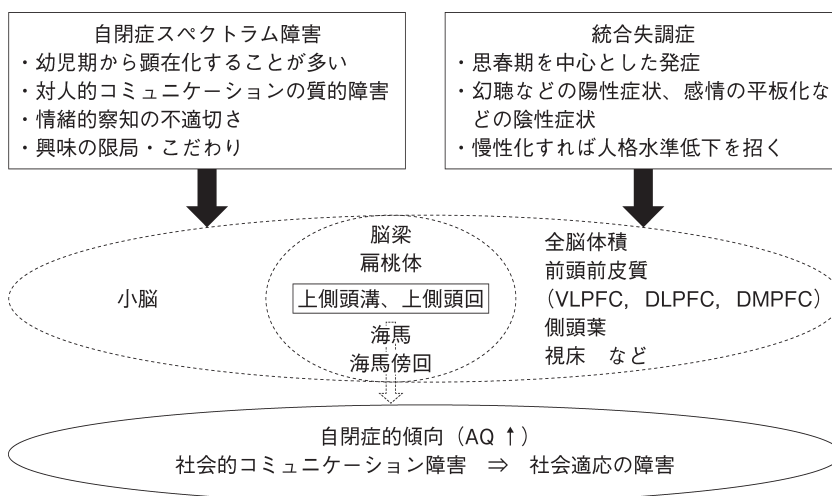 自閉症スペクトラム障害
・幼児期から顕在化することが多い
・対人的コミュニケーションの質的障害
・情緒的察知の不適切さ
・興味の限局・こだわり
統合失調症
・思春期を中心とした発症
・幻聴などの陽性症状、感情の平板化な
どの陰性症状
・慢性化すれば人格水準低下を招く
小脳
脳梁
扁桃体
上側頭溝、上側頭回
海馬
海馬傍回
全脳体積
前頭前皮質
(VLPFC, DLPFC, DMPFC)
側頭葉
視床 など
自閉症的傾向(AQ ↑)
社会的コミュニケーション障害 ⇒ 社会適応の障害